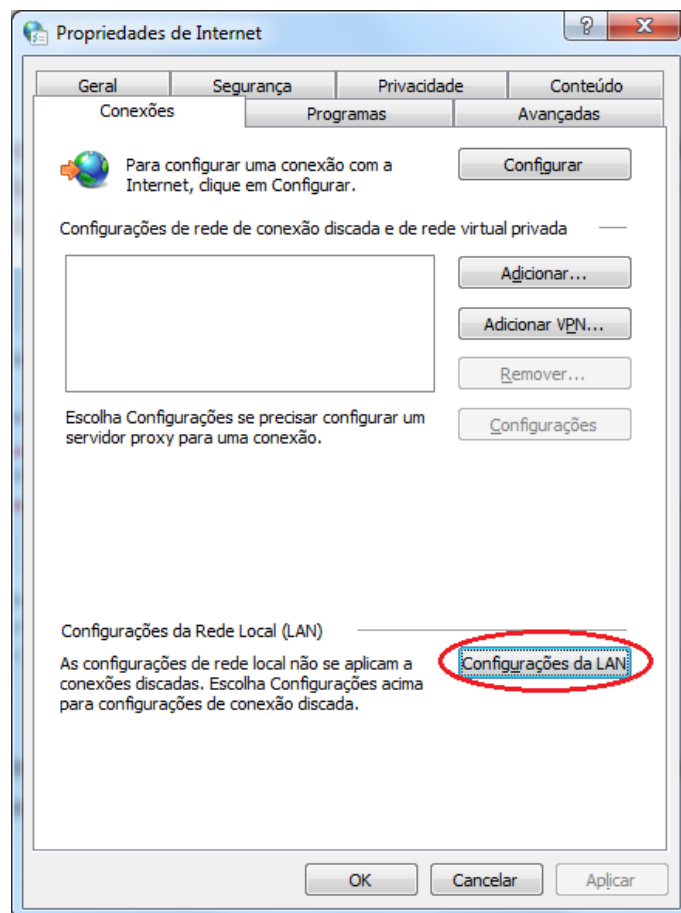 Propriedades de Internet
Geral
Segurança
Privacidade
Conteúdo
Conexões
Programas
Avançadas
Para configurar uma conexão com a
Internet, clique em Configurar.
Configurar
Configurações de rede de conexão discada e de rede virtual privada
Adicionar...
Adicionar VPN...
Remover...
Escolha Configurações se precisar configurar um
servidor proxy para uma conexão.
Configurações
Configurações da Rede Local (LAN)
As configurações de rede local não se aplicam a
conexões discadas. Escolha Configurações acima
para configurações de conexão discada.
Configurações da LAN
OK
Cancelar
Aplicar